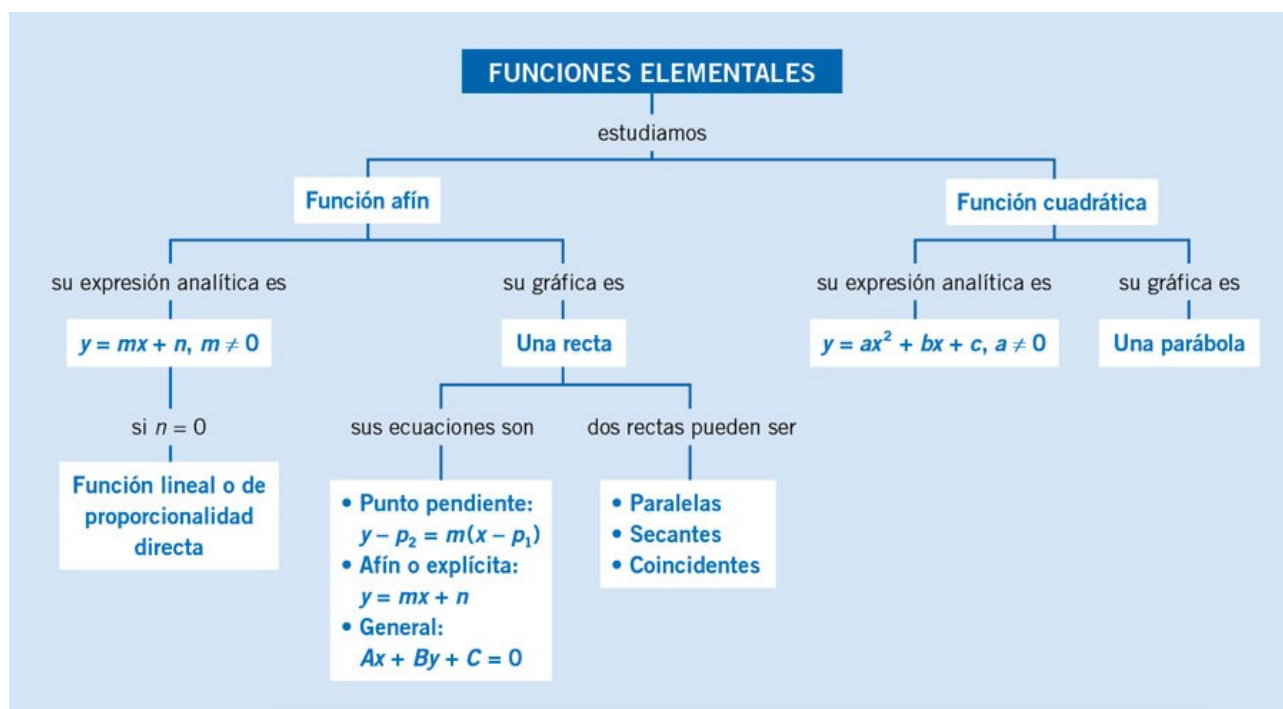 FUNCIONES ELEMENTALES
estudiamos
Función afín
Función cuadrática
su expresión analítica es
su gráfica es
su expresión analítica es
su gráfica es
y = mx + n, m ≠ 0
Una recta
y = ax² + bx + c, a ≠ 0
Una parábola
si n = 0
sus ecuaciones son
dos rectas pueden ser
Función lineal o de
proporcionalidad
directa
• Punto pendiente:
y – p₂ = m(x – p₁)
• Afín o explícita:
y = mx + n
• General:
Ax + By + C = 0
• Paralelas
• Secantes
• Coincidentes